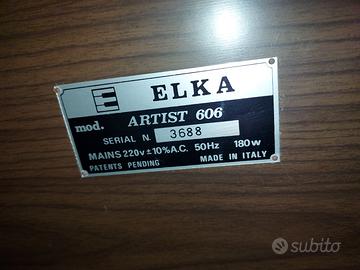 E ELKA
mod. ARTIST 606
SERIAL N. 3688
MAINS 220v ± 10% A.C. 50Hz 180w
PATENTS PENDING MADE IN ITALY
subito